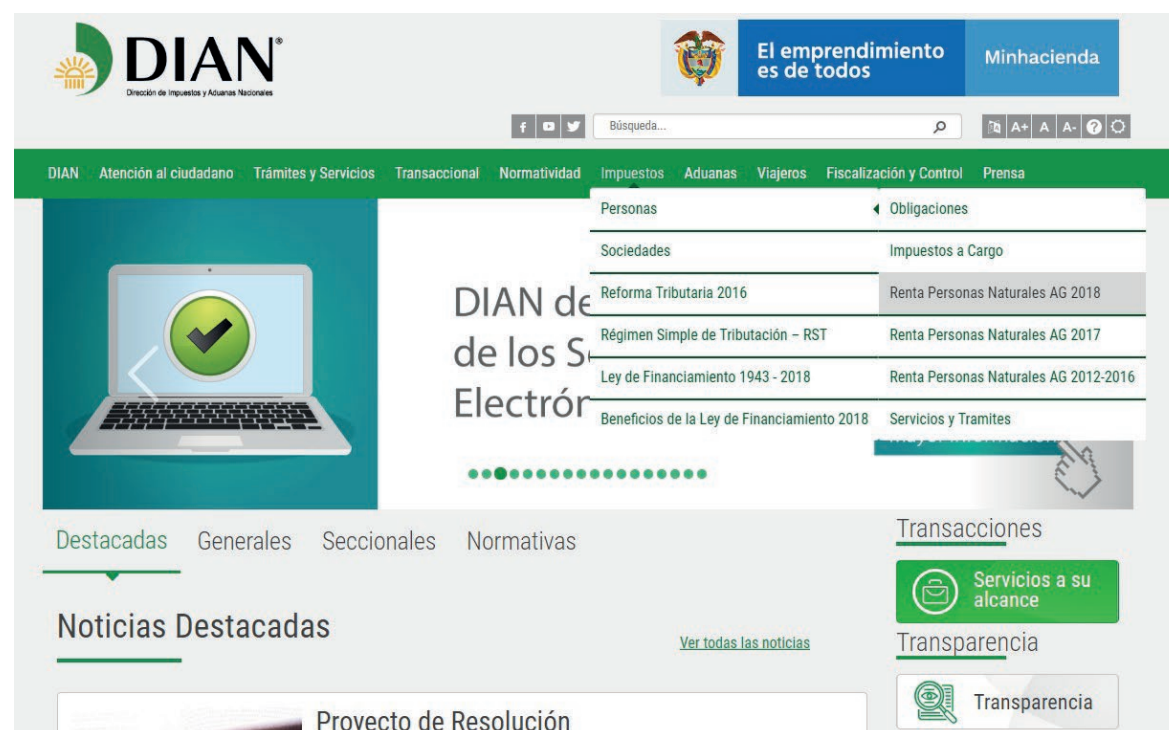 DIAN®
Dirección de Impuestos y Aduanas Nacionales
El emprendimiento
es de todos
Minhacienda
Búsqueda...
A+ A A- ?
DIAN Atención al ciudadano Trámites y Servicios Transaccional Normatividad Impuestos Aduanas Viajeros Fiscalización y Control Prensa
Personas
Sociedades
Reforma Tributaria 2016
Régimen Simple de Tributación – RST
Ley de Financiamiento 1943 - 2018
Beneficios de la Ley de Financiamiento 2018
Obligaciones
Impuestos a Cargo
Renta Personas Naturales AG 2018
Renta Personas Naturales AG 2017
Renta Personas Naturales AG 2012-2016
Servicios y Tramites
DIAN de
de los S
Electrór
Destacadas Generales Seccionales Normativas
Noticias Destacadas
Ver todas las noticias
Proyecto de Resolución
Transacciones
Servicios a su
alcance
Transparencia
Transparencia